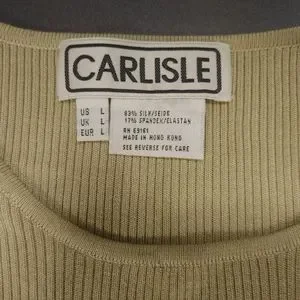 CARLISLE
US L
UK L
EUR L
83% SILK/SEIDE
17% SPANDEX/ELASTAN
RN 69161
MADE IN HONG KONG
SEE REVERSE FOR CARE